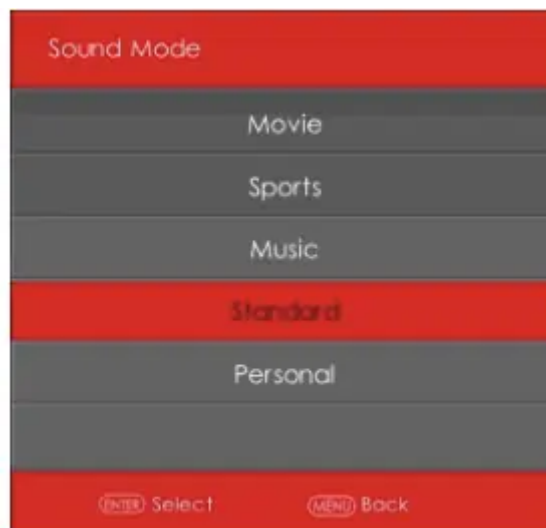 Sound Mode
Movie
Sports
Music
Standard
Personal
ENTER Select MENU Back